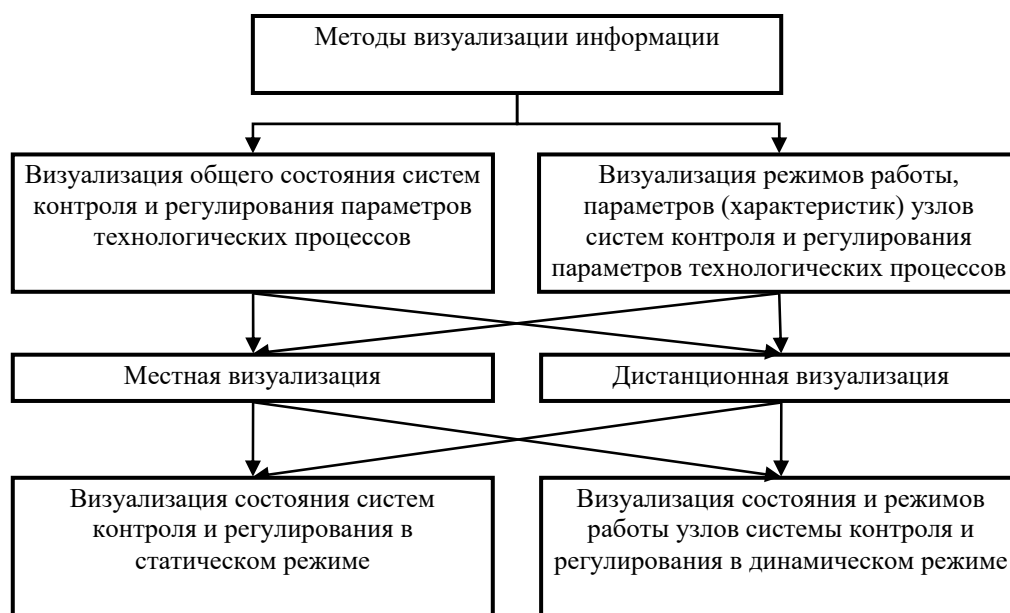 Методы визуализации информации
Визуализация общего состояния систем
контроля и регулирования параметров
технологических процессов
Визуализация режимов работы,
параметров (характеристик) узлов
систем контроля и регулирования
параметров технологических процессов
Местная визуализация
Дистанционная визуализация
Визуализация состояния систем
контроля и регулирования в
статическом режиме
Визуализация состояния и режимов
работы узлов системы контроля и
регулирования в динамическом режиме